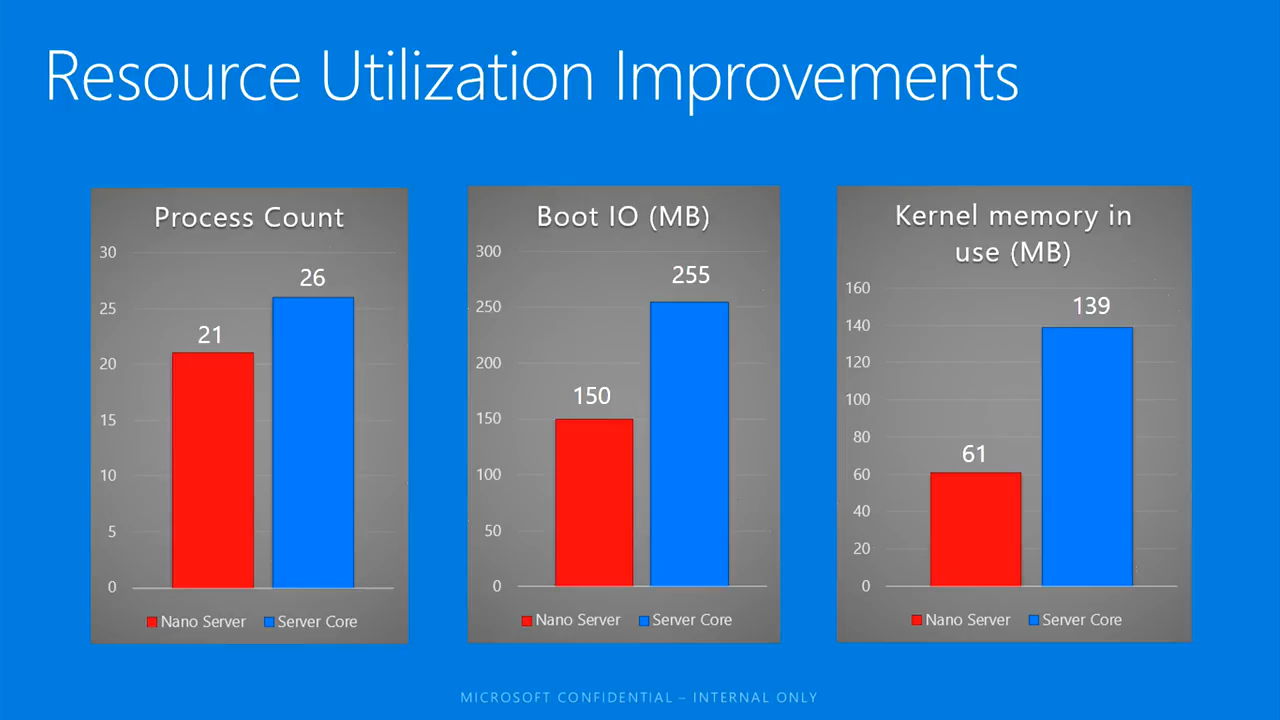 Resource Utilization Improvements
Process Count
30
25
20
15
10
5
0
21
26
Nano Server
Server Core
Boot IO (MB)
300
250
200
150
100
50
0
150
255
Nano Server
Server Core
Kernel memory in
use (MB)
160
140
120
100
80
60
40
20
0
61
139
Nano Server
Server Core
MICROSOFT CONFIDENTIAL – INTERNAL ONLY